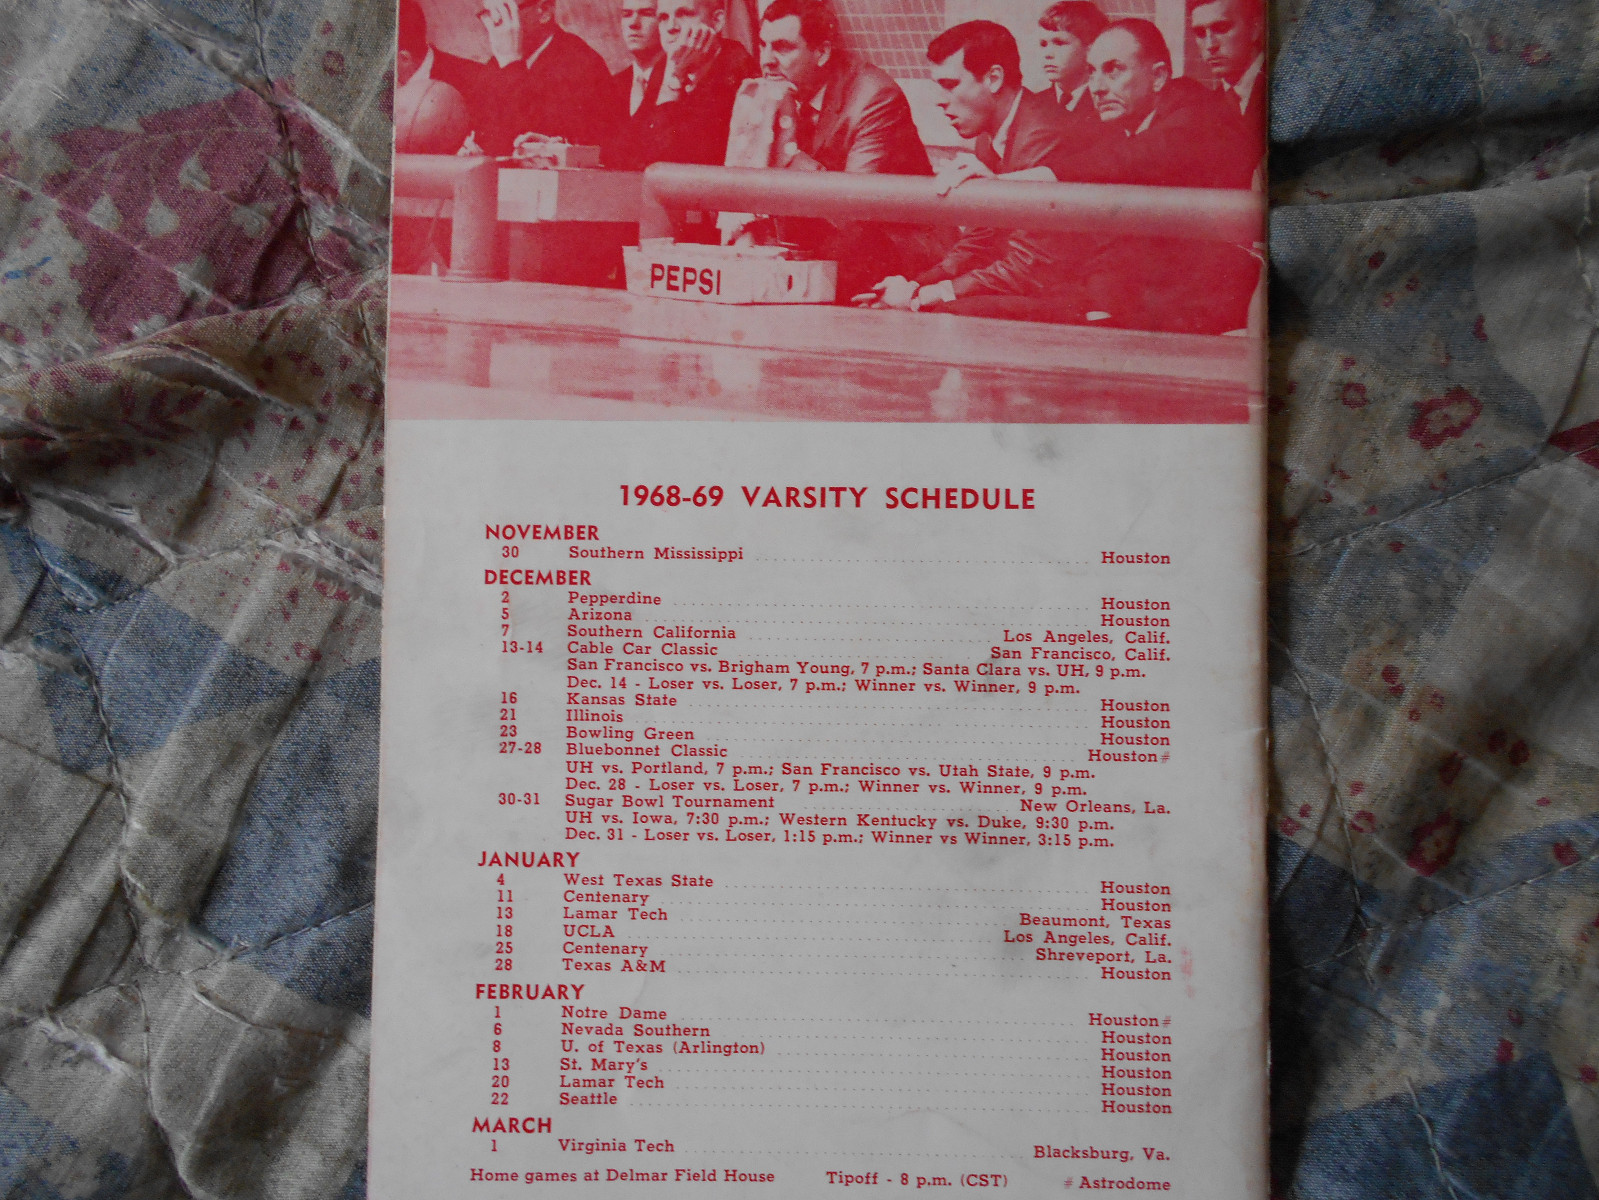 PEPSI
1968-69 VARSITY SCHEDULE
NOVEMBER
30 Southern Mississippi Houston
DECEMBER
2 Pepperdine Houston
5 Arizona Houston
7 Southern California Los Angeles, Calif.
13-14 Cable Car Classic San Francisco, Calif.
San Francisco vs. Brigham Young, 7 p.m.; Santa Clara vs. UH, 9 p.m.
Dec. 14 - Loser vs. Loser, 7 p.m.; Winner vs. Winner, 9 p.m.
16 Kansas State Houston
21 Illinois Houston
23 Bowling Green Houston
27-28 Bluebonnet Classic Houston#
UH vs. Portland, 7 p.m.; San Francisco vs. Utah State, 9 p.m.
Dec. 28 - Loser vs. Loser, 7 p.m.; Winner vs. Winner, 9 p.m.
30-31 Sugar Bowl Tournament New Orleans, La.
UH vs. Iowa, 7:30 p.m.; Western Kentucky vs. Duke, 9:30 p.m.
Dec. 31 - Loser vs. Loser, 1:15 p.m.; Winner vs Winner, 3:15 p.m.
JANUARY
4 West Texas State Houston
11 Centenary Houston
13 Lamar Tech Beaumont, Texas
18 UCLA Los Angeles, Calif.
25 Centenary Shreveport, La.
28 Texas A&M Houston
FEBRUARY
1 Notre Dame Houston#
6 Nevada Southern Houston
8 U. of Texas (Arlington) Houston
13 St. Mary's Houston
20 Lamar Tech Houston
22 Seattle Houston
MARCH
1 Virginia Tech Blacksburg, Va.
Home games at Delmar Field House Tipoff - 8 p.m. (CST) # Astrodome